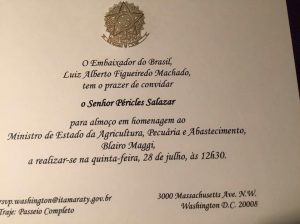 O Embaixador do Brasil,
Luiz Alberto Figueiredo Machado,
tem o prazer de convidar
o Senhor Péricles Salazar
para almoço em homenagem ao
Ministro de Estado da Agricultura, Pecuária e Abastecimento,
Blairo Maggi,
a realizar-se na quinta-feira, 28 de julho, às 12h30.
rsvp.washington@itamaraty.gov.br
Traje: Passeio Completo
3000 Massachusetts Ave. N.W.
Washington D.C. 20008